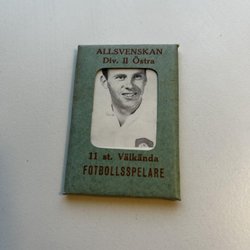 ALLSVENSKAN
Div. II Östra
11 st. Välkända
FOTBOLLSSPELARE